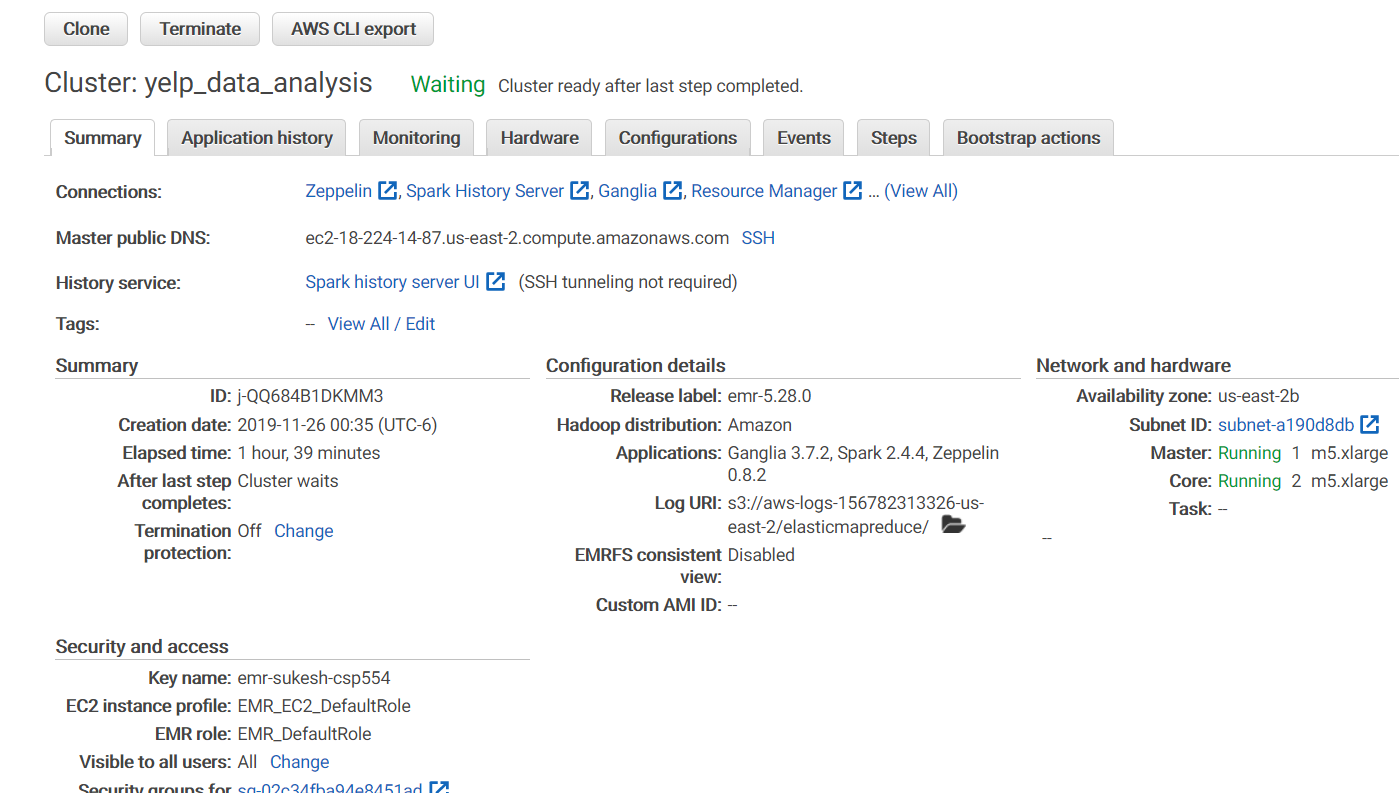 Clone Terminate AWS CLI export
Cluster: yelp_data_analysis Waiting Cluster ready after last step completed.
Summary Application history Monitoring Hardware Configurations Events Steps Bootstrap actions
Connections: Zeppelin , Spark History Server , Ganglia , Resource Manager ... (View All)
Master public DNS: ec2-18-224-14-87.us-east-2.compute.amazonaws.com SSH
History service: Spark history server UI (SSH tunneling not required)
Tags: -- View All / Edit
Summary
ID: j-QQ684B1DKMM3
Creation date: 2019-11-26 00:35 (UTC-6)
Elapsed time: 1 hour, 39 minutes
After last step Cluster waits
completes:
Termination Off Change
protection:
Configuration details
Release label: emr-5.28.0
Hadoop distribution: Amazon
Applications: Ganglia 3.7.2, Spark 2.4.4, Zeppelin
0.8.2
Log URI: s3://aws-logs-156782313326-us-
east-2/elasticmapreduce/
EMRFS consistent Disabled
view:
Custom AMI ID: --
Network and hardware
Availability zone: us-east-2b
Subnet ID: subnet-a190d8db
Master: Running 1 m5.xlarge
Core: Running 2 m5.xlarge
Task: --
--
Security and access
Key name: emr-sukesh-csp554
EC2 instance profile: EMR_EC2_DefaultRole
EMR role: EMR_DefaultRole
Visible to all users: All Change
Security groups for sg-02c34fba94e8451ad